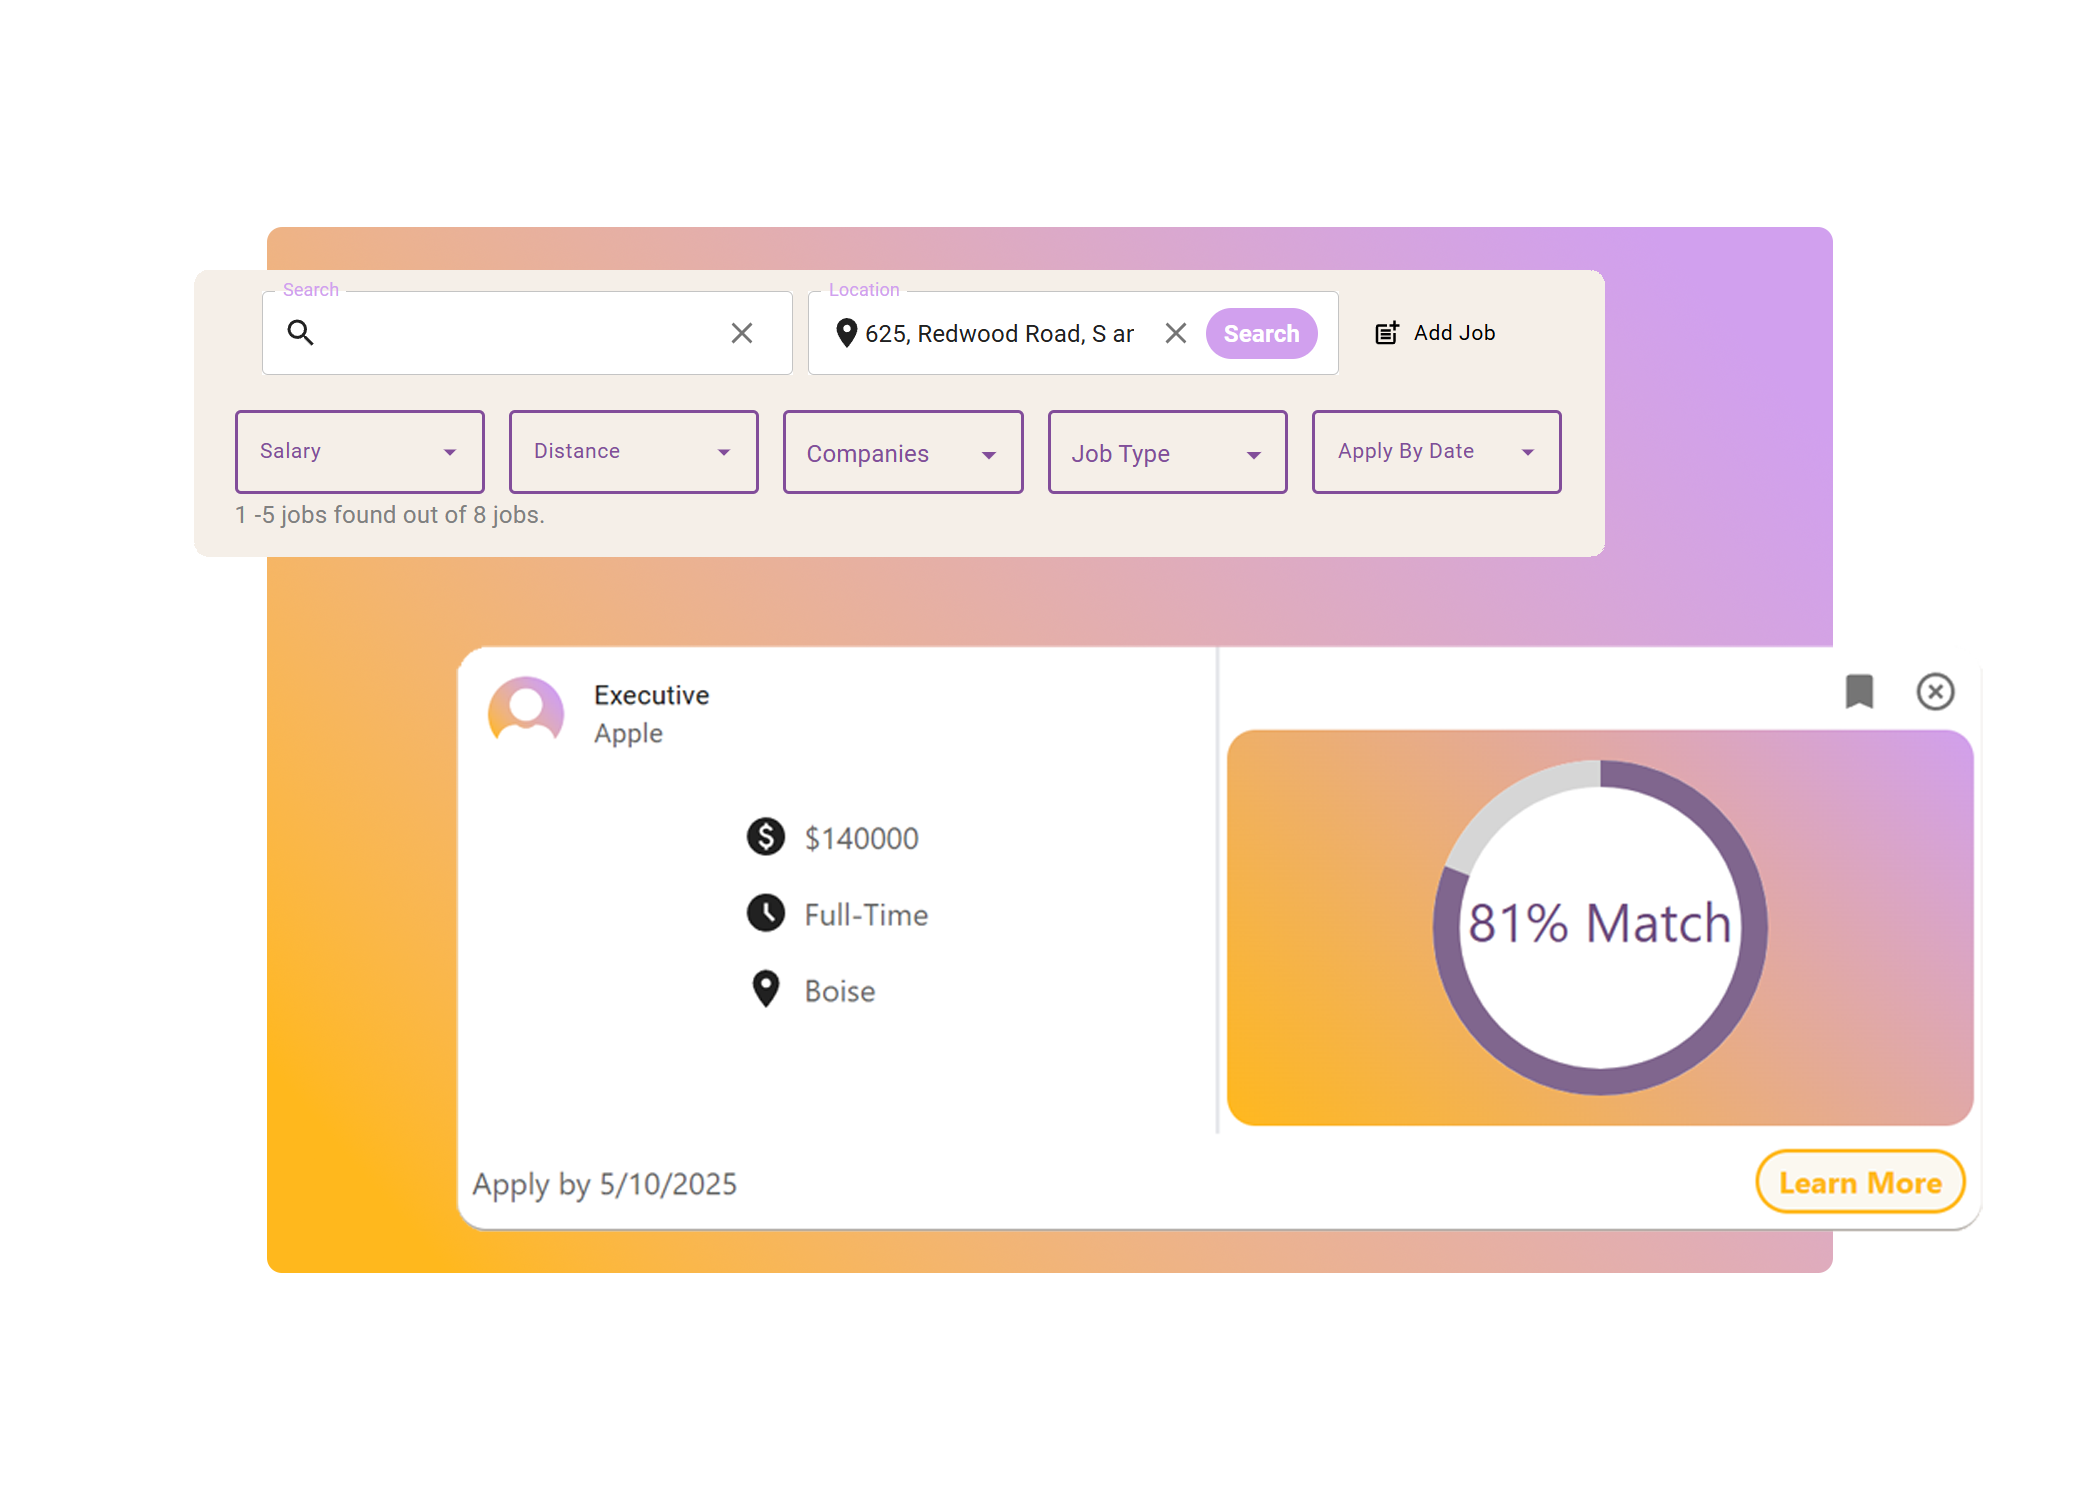 Search
Location
625, Redwood Road, S ar
Search
Add Job
Salary
Distance
Companies
Job Type
Apply By Date
1 -5 jobs found out of 8 jobs.
Executive
Apple
$140000
Full-Time
Boise
81% Match
Apply by 5/10/2025
Learn More